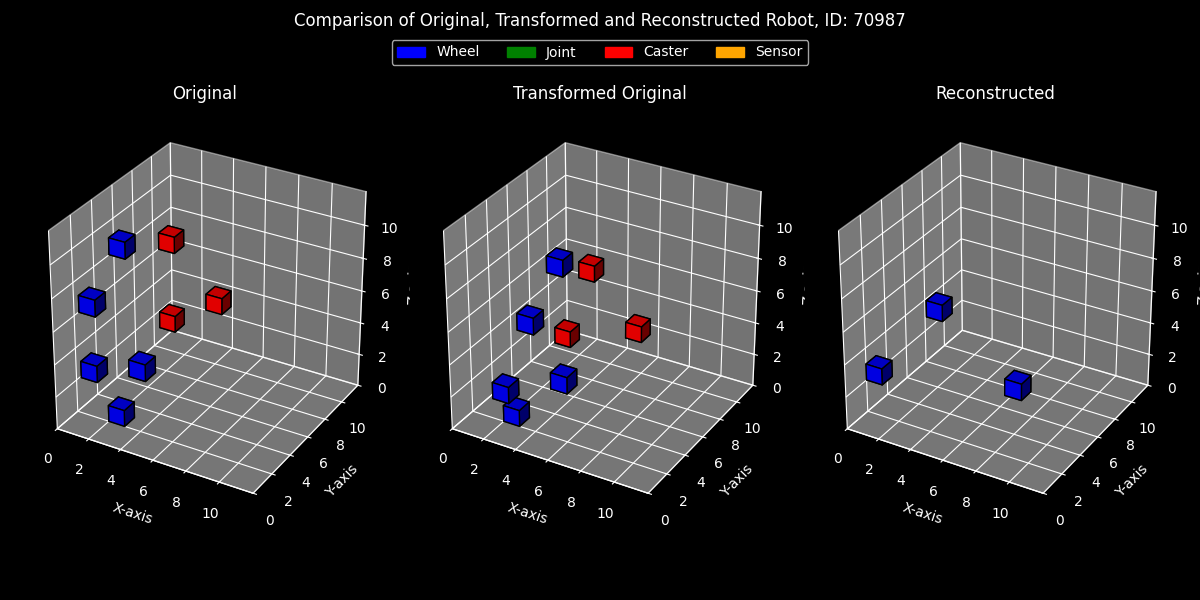 Comparison of Original, Transformed and Reconstructed Robot, ID: 70987
Wheel Joint Caster Sensor
Original Transformed Original Reconstructed
10 10 10
8 8 8
6 6 6
4 4 4
2 2 2
0 0 0
10 10 10
8 8 8
0 6 0 6 0 6
2 4 2 4 2 4
4 2 4 2 4 2
6 0 6 0 6 0
8 8 8
10 10 10
X-axis Y-axis X-axis Y-axis X-axis Y-axis